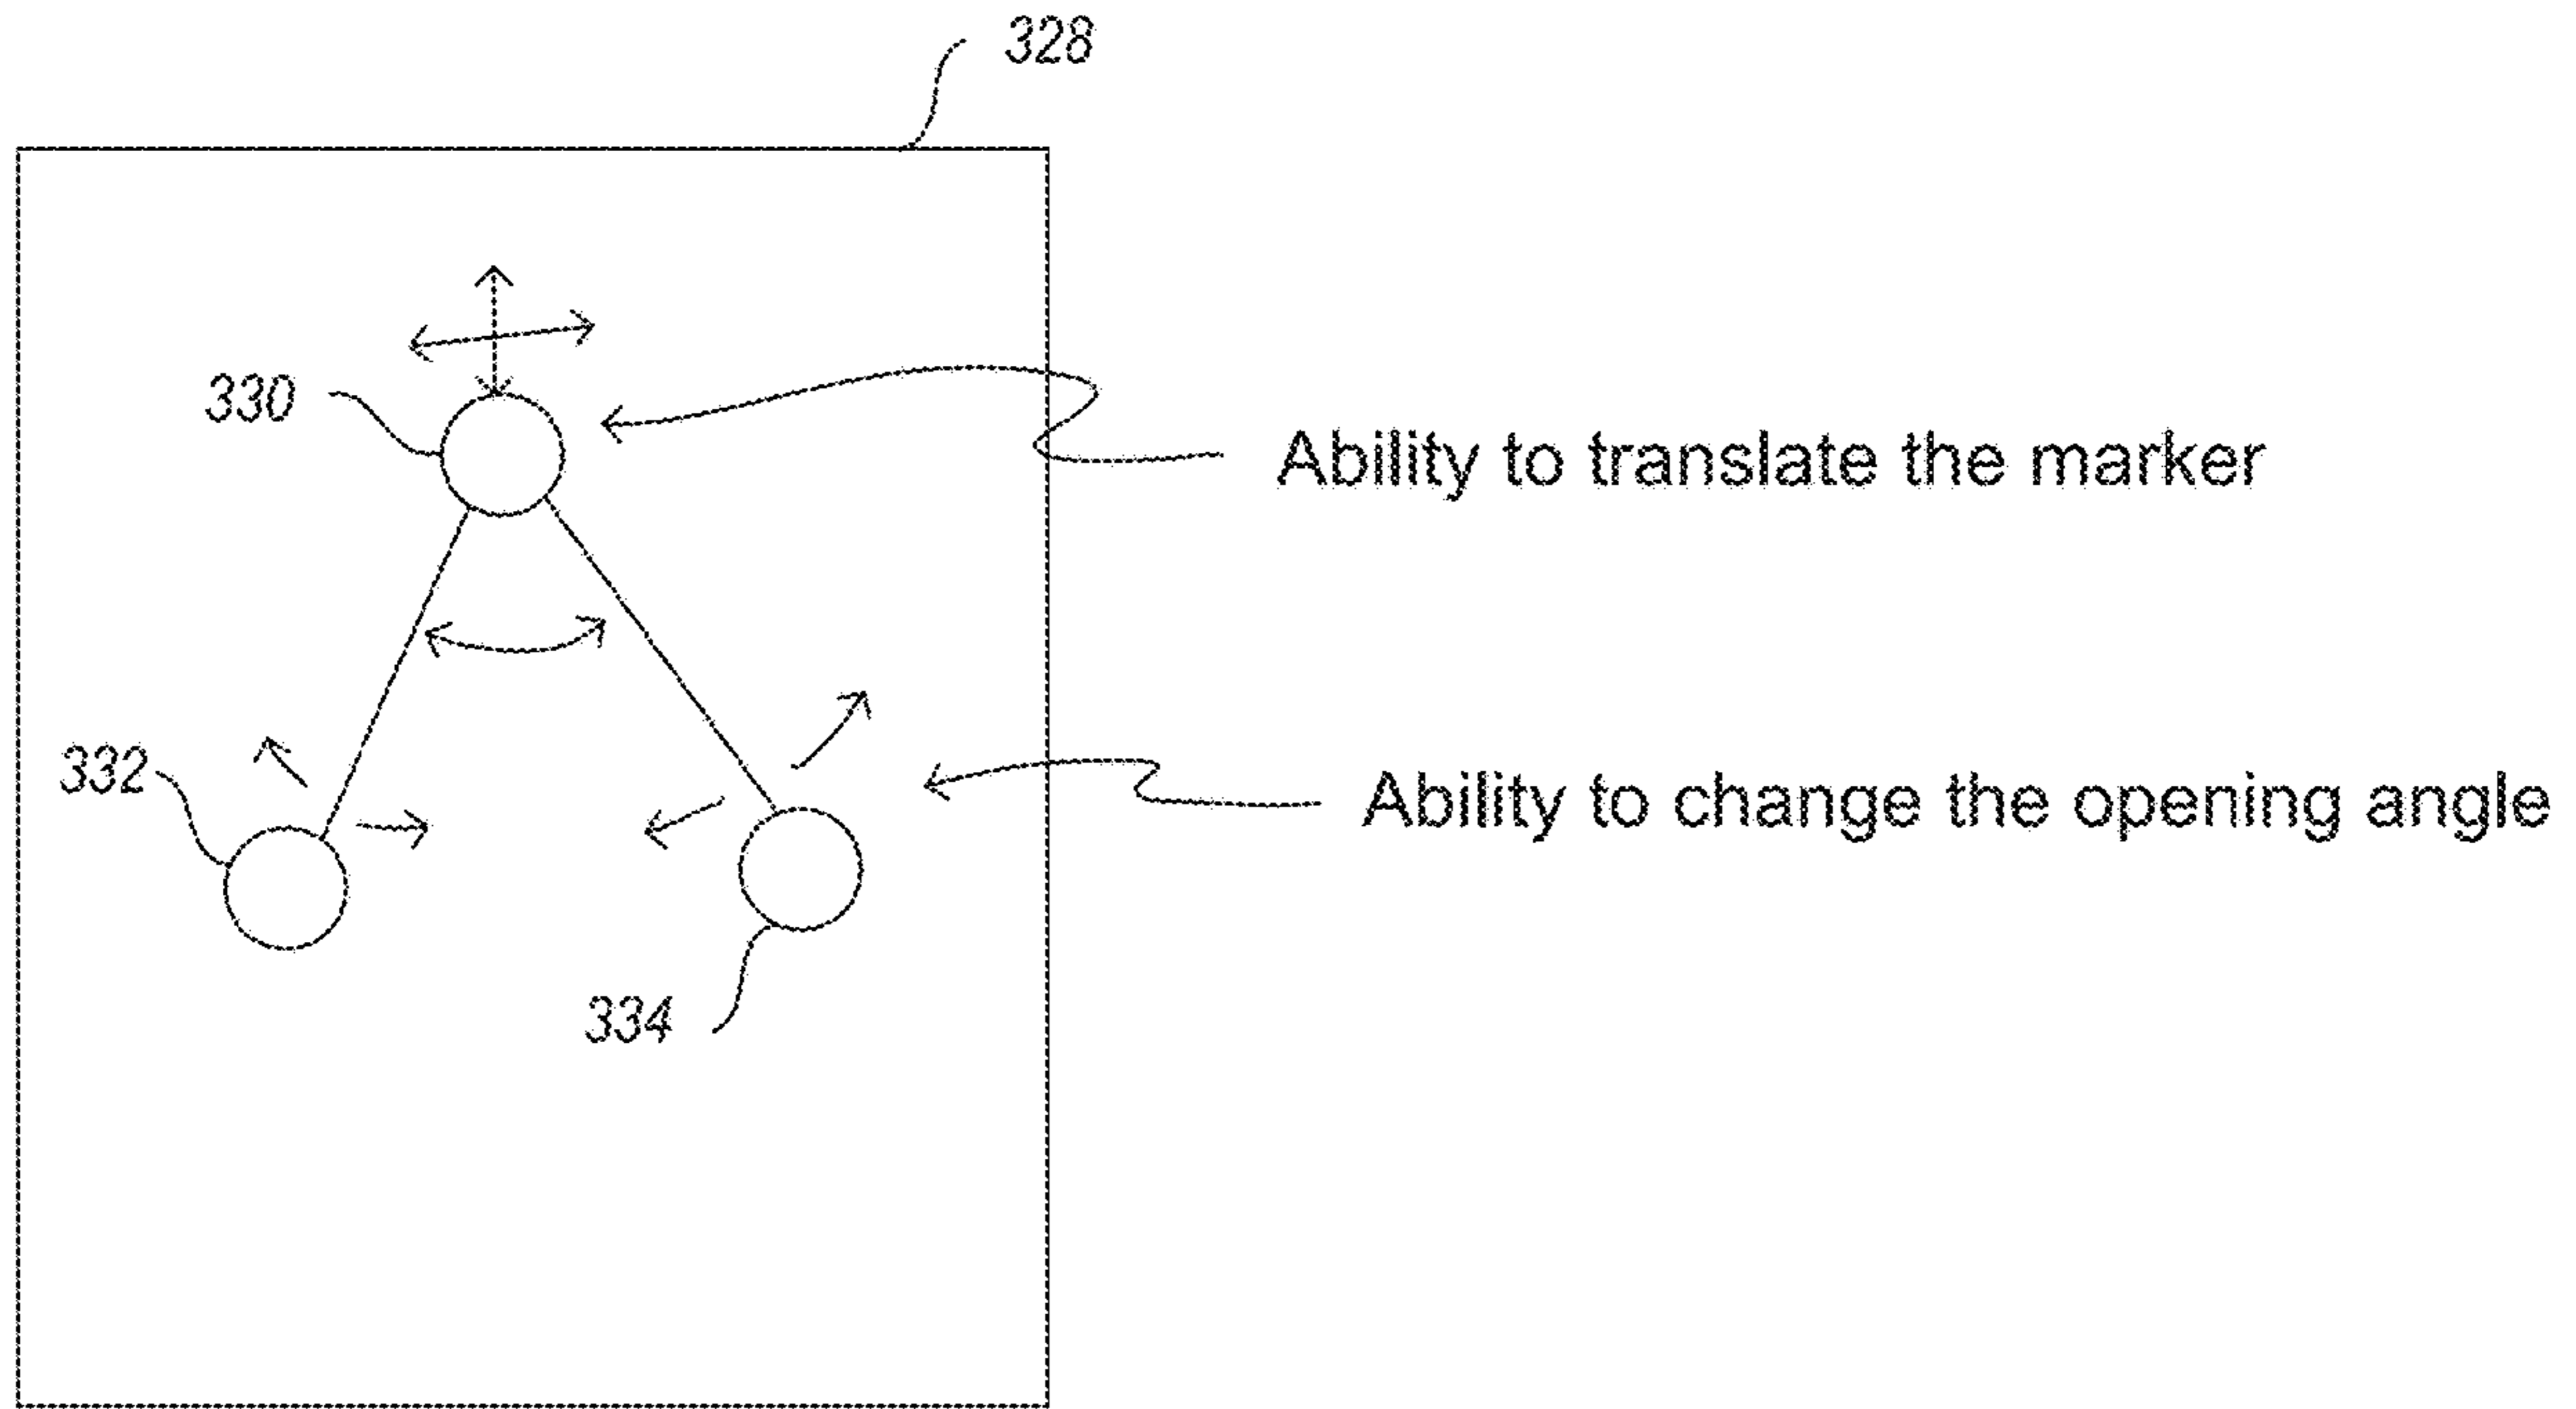 328
330
Ability to translate the marker
332
Ability to change the opening angle
334